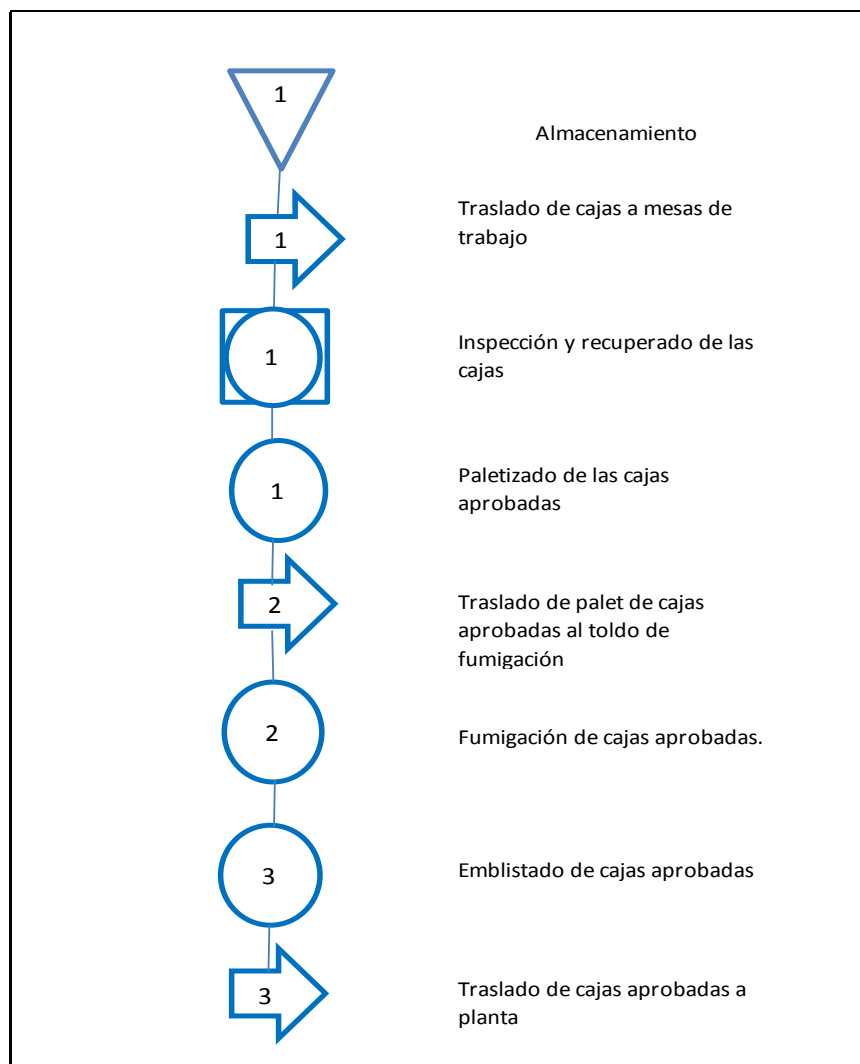 1
Almacenamiento
1
Traslado de cajas a mesas de
trabajo
1
Inspección y recuperado de las
cajas
1
Paletizado de las cajas
aprobadas
2
Traslado de palet de cajas
aprobadas al toldo de
fumigación
2
Fumigación de cajas aprobadas.
3
Emblistado de cajas aprobadas
3
Traslado de cajas aprobadas a
planta